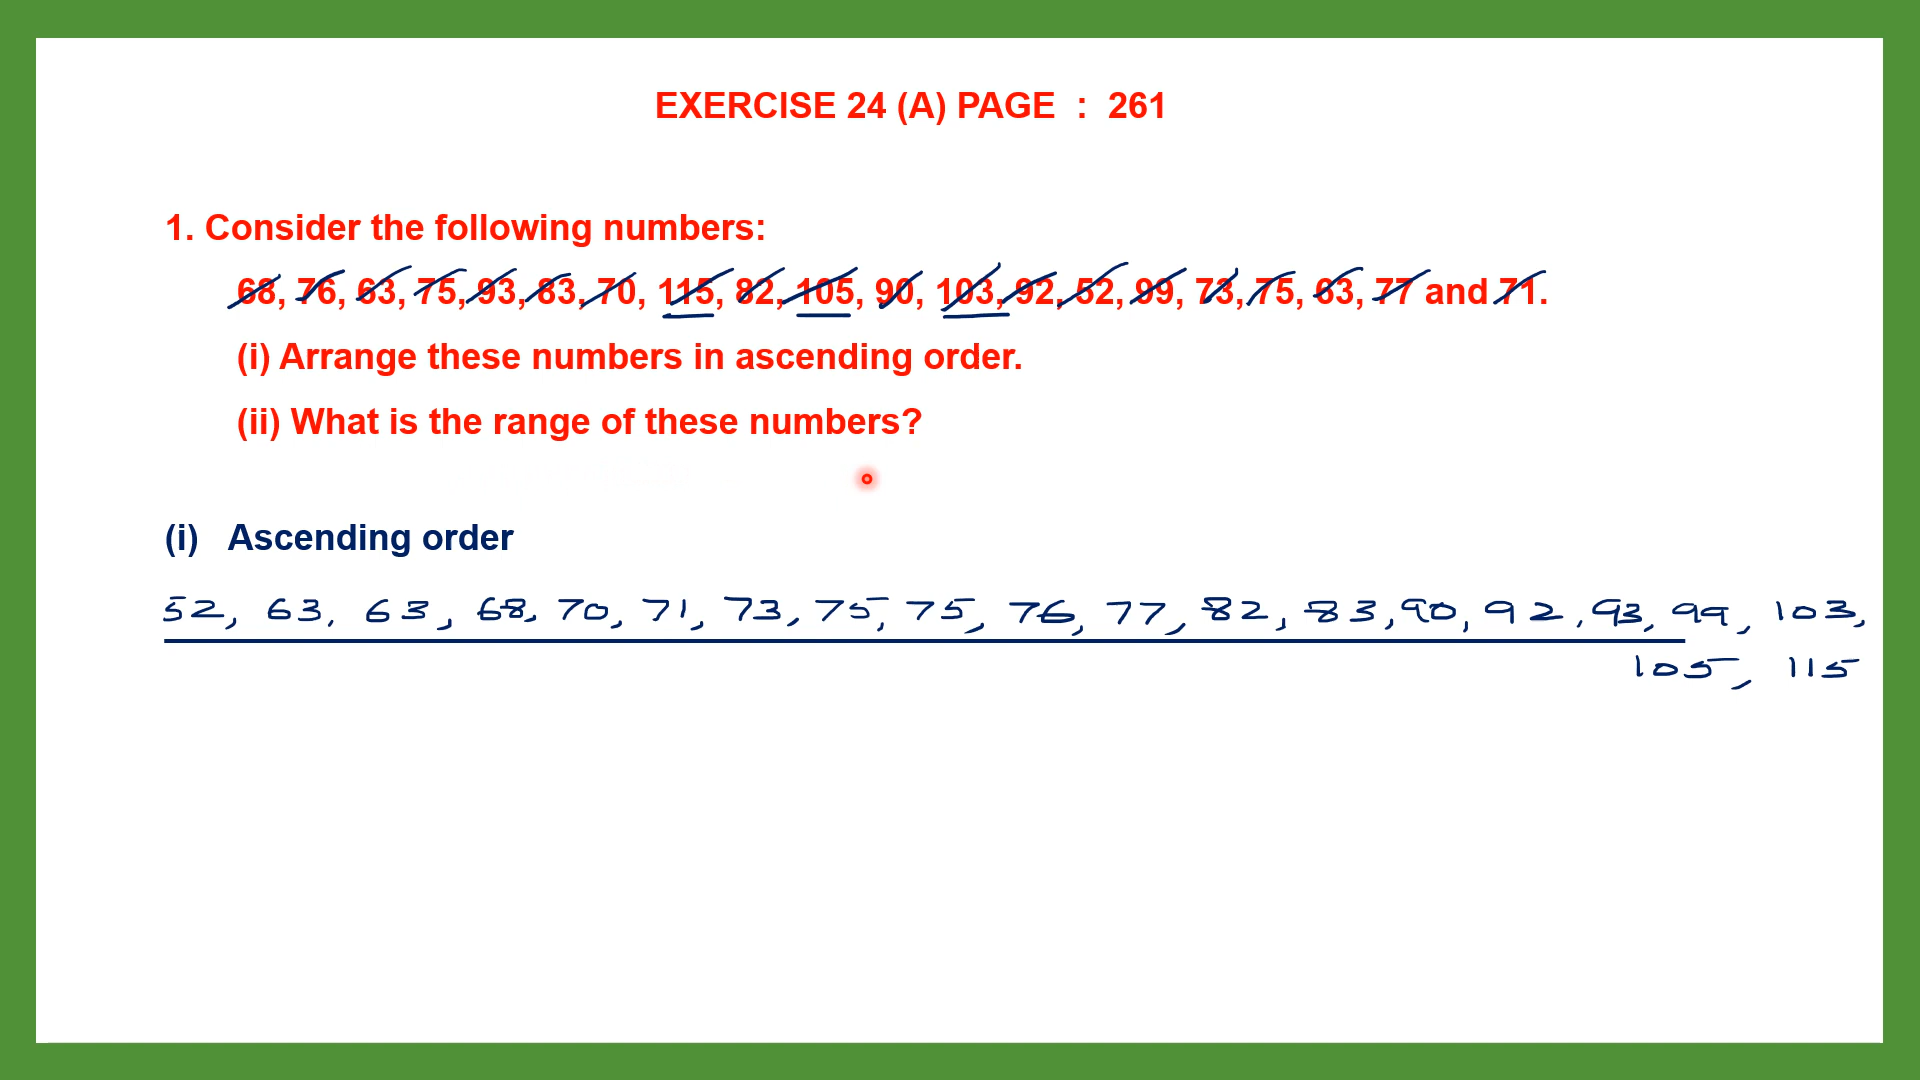 EXERCISE 24 (A) PAGE : 261
1. Consider the following numbers:
68, 76, 63, 75, 93, 83, 70, 115, 82, 105, 90, 103, 92, 52, 99, 73, 75, 63, 77 and 71.
(i) Arrange these numbers in ascending order.
(ii) What is the range of these numbers?
(i) Ascending order
52, 63, 63, 68, 70, 71, 73, 75, 75, 76, 77, 82, 83, 90, 92, 93, 99, 103,
105, 115